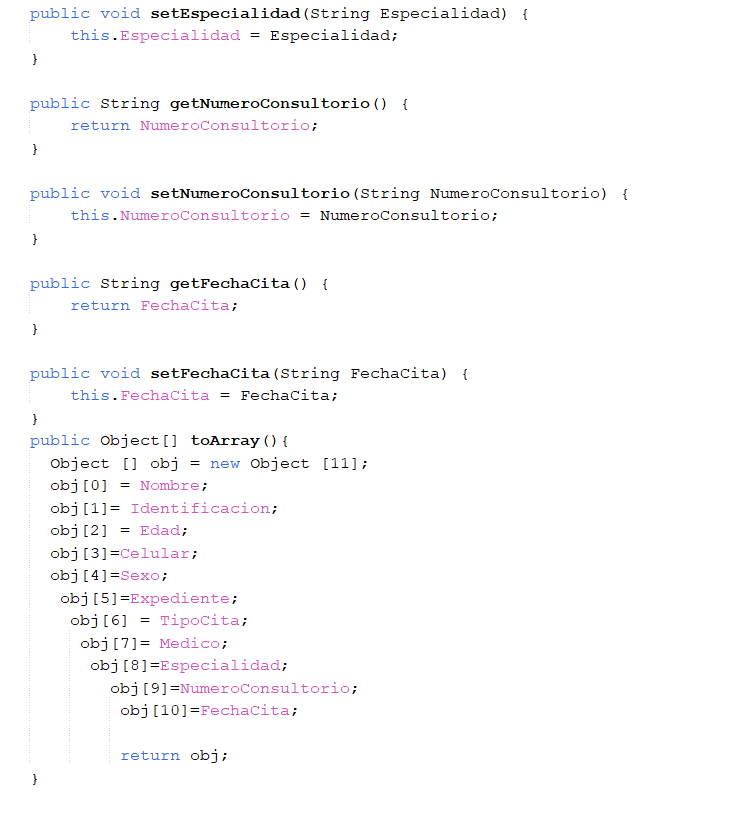 public void setEspecialidad(String Especialidad) {
this.Especialidad = Especialidad;
}
public String getNumeroConsultorio() {
return NumeroConsultorio;
}
public void setNumeroConsultorio(String NumeroConsultorio) {
this.NumeroConsultorio = NumeroConsultorio;
}
public String getFechaCita() {
return FechaCita;
}
public void setFechaCita(String FechaCita) {
this.FechaCita = FechaCita;
}
public Object[] toArray(){
Object [] obj = new Object [11];
obj[0] = Nombre;
obj[1]= Identificacion;
obj[2] = Edad;
obj[3]=Celular;
obj[4]=Sexo;
obj[5]=Expediente;
obj[6] = TipoCita;
obj[7]= Medico;
obj[8]=Especialidad;
obj[9]=NumeroConsultorio;
obj[10]=FechaCita;
return obj;
}